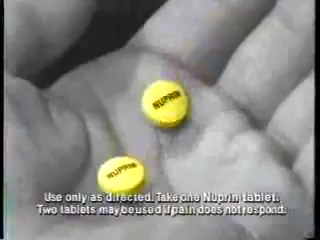 NUPRIN
NUPRIN
Use only as directed. Take one Nuprin tablet.
Two tablets may be used if pain does not respond.